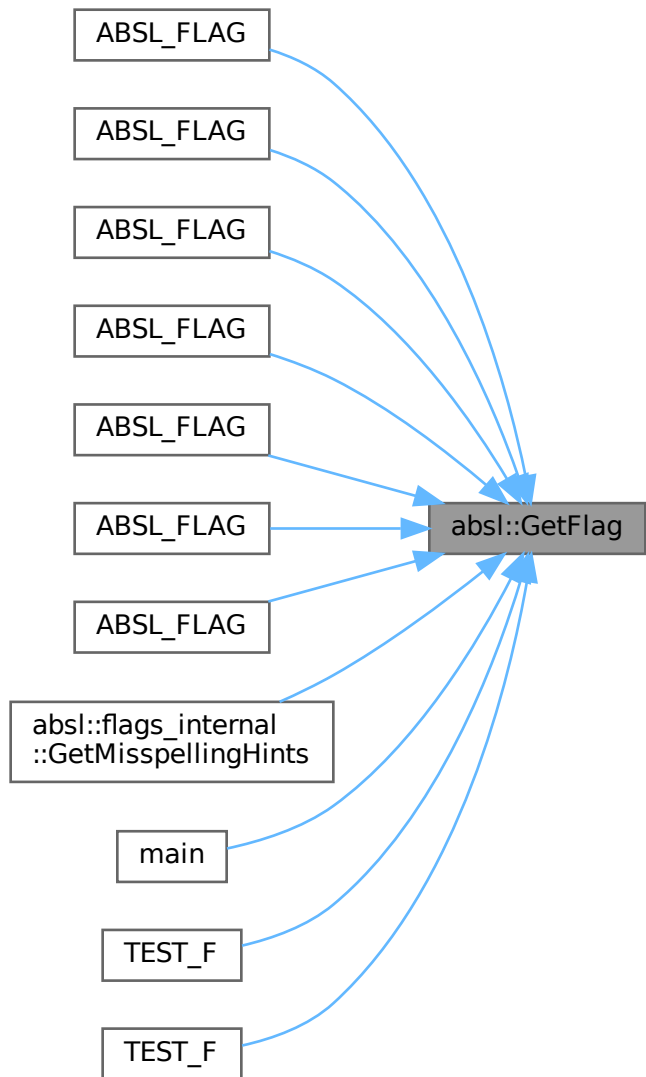 ABSL_FLAG
ABSL_FLAG
ABSL_FLAG
ABSL_FLAG
ABSL_FLAG
ABSL_FLAG
ABSL_FLAG
absl::GetFlag
absl::flags_internal
::GetMisspellingHints
main
TEST_F
TEST_F